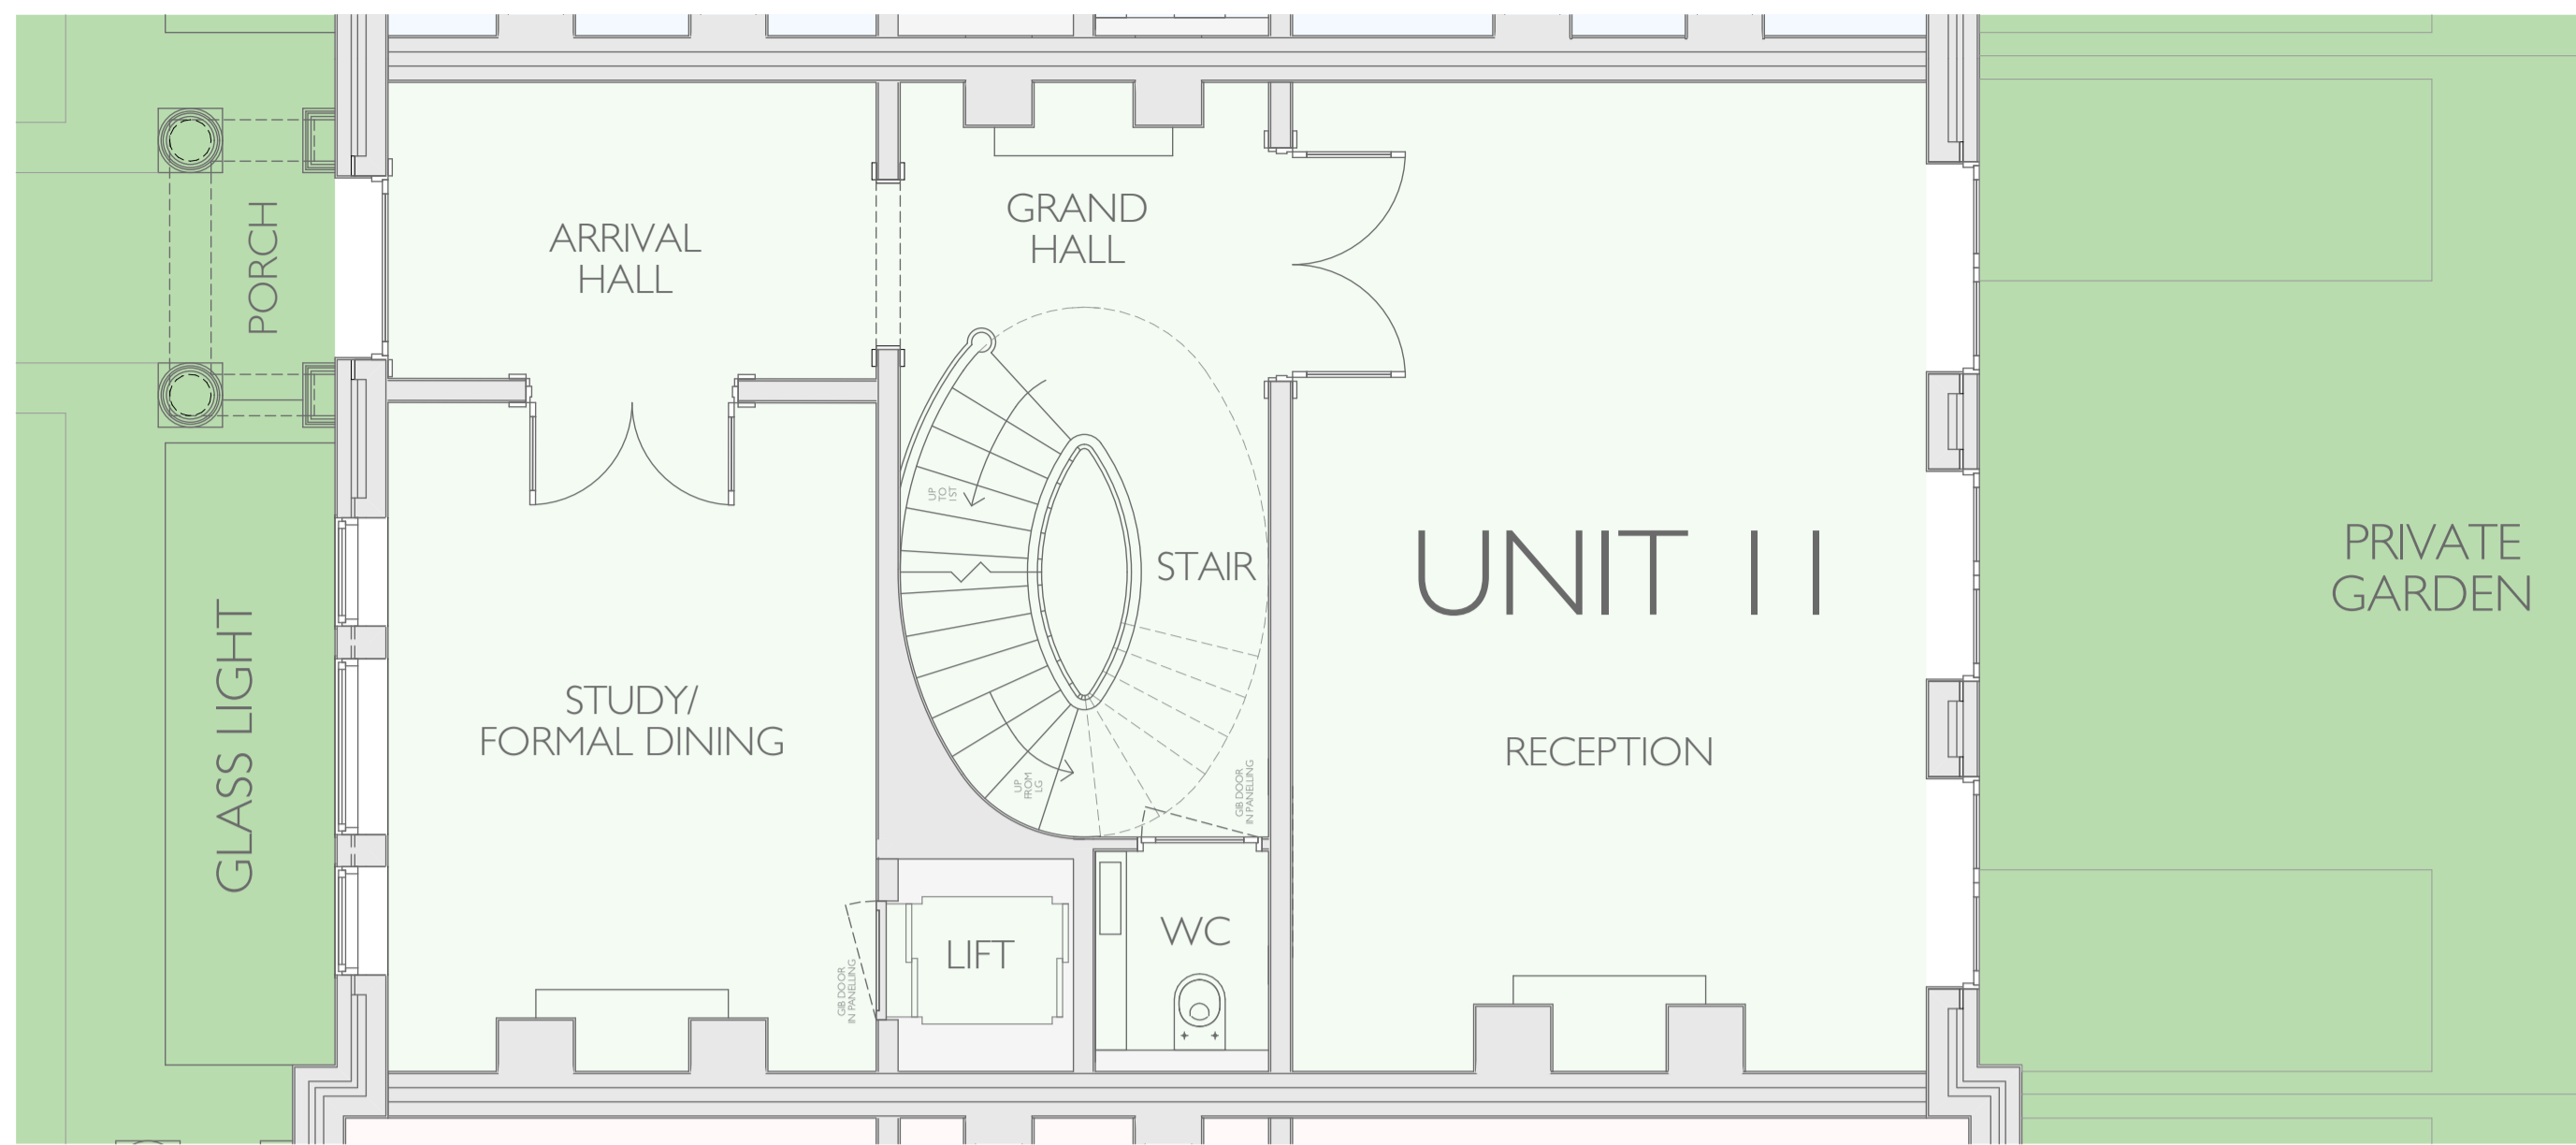 PORCH
ARRIVAL
HALL
GRAND
HALL
UP
TO
1ST
STAIR
UNIT 11
PRIVATE
GARDEN
GLASS LIGHT
STUDY/
FORMAL DINING
RECEPTION
UP
FROM
LG
GIB DOOR
IN PANELLING
LIFT
WC
GIB DOOR
IN PANELLING